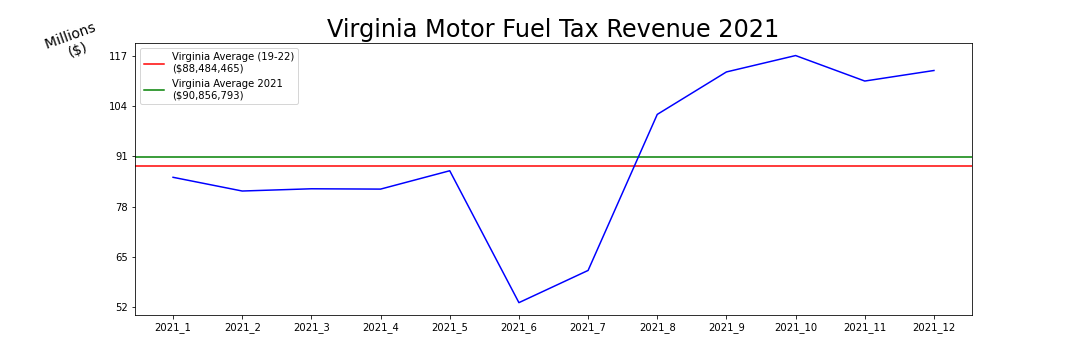 Virginia Motor Fuel Tax Revenue 2021
Millions
($)
117
104
91
78
65
52
Virginia Average (19-22)
($88,484,465)
Virginia Average 2021
($90,856,793)
2021_1 2021_2 2021_3 2021_4 2021_5 2021_6 2021_7 2021_8 2021_9 2021_10 2021_11 2021_12